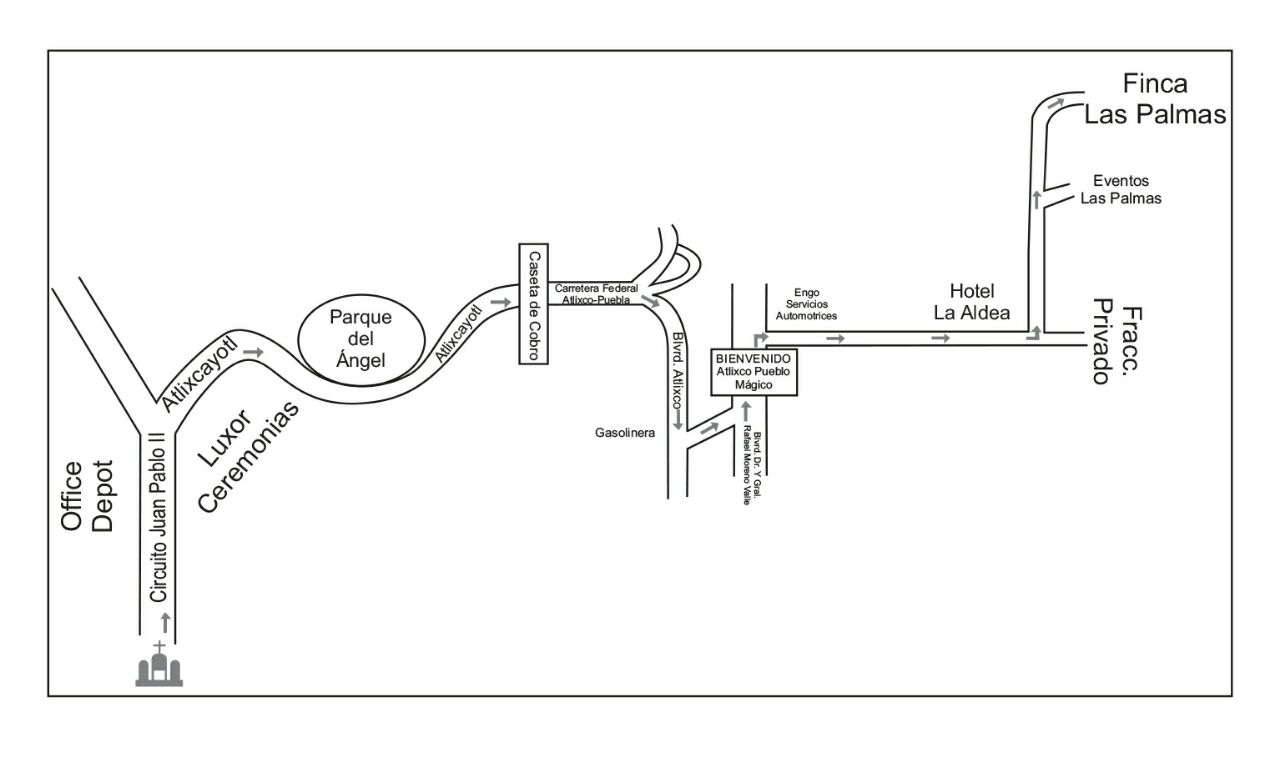 Finca
Las Palmas
Eventos
Las Palmas
Hotel
La Aldea
Engo
Servicios
Automotrices
Fracc.
Privado
Caseta de Cobro
Carretera Federal
Atlixco-Puebla
Parque
del
Ángel
Atlixcayotl
Atlixcayotl
Blvrd. Atlixco
BIENVENIDO
Atlixco Pueblo
Mágico
Gasolinera
Blvrd. Dr. Y Gral.
Rafael Moreno Valle
Luxor
Ceremonias
Circuito Juan Pablo II
Office
Depot